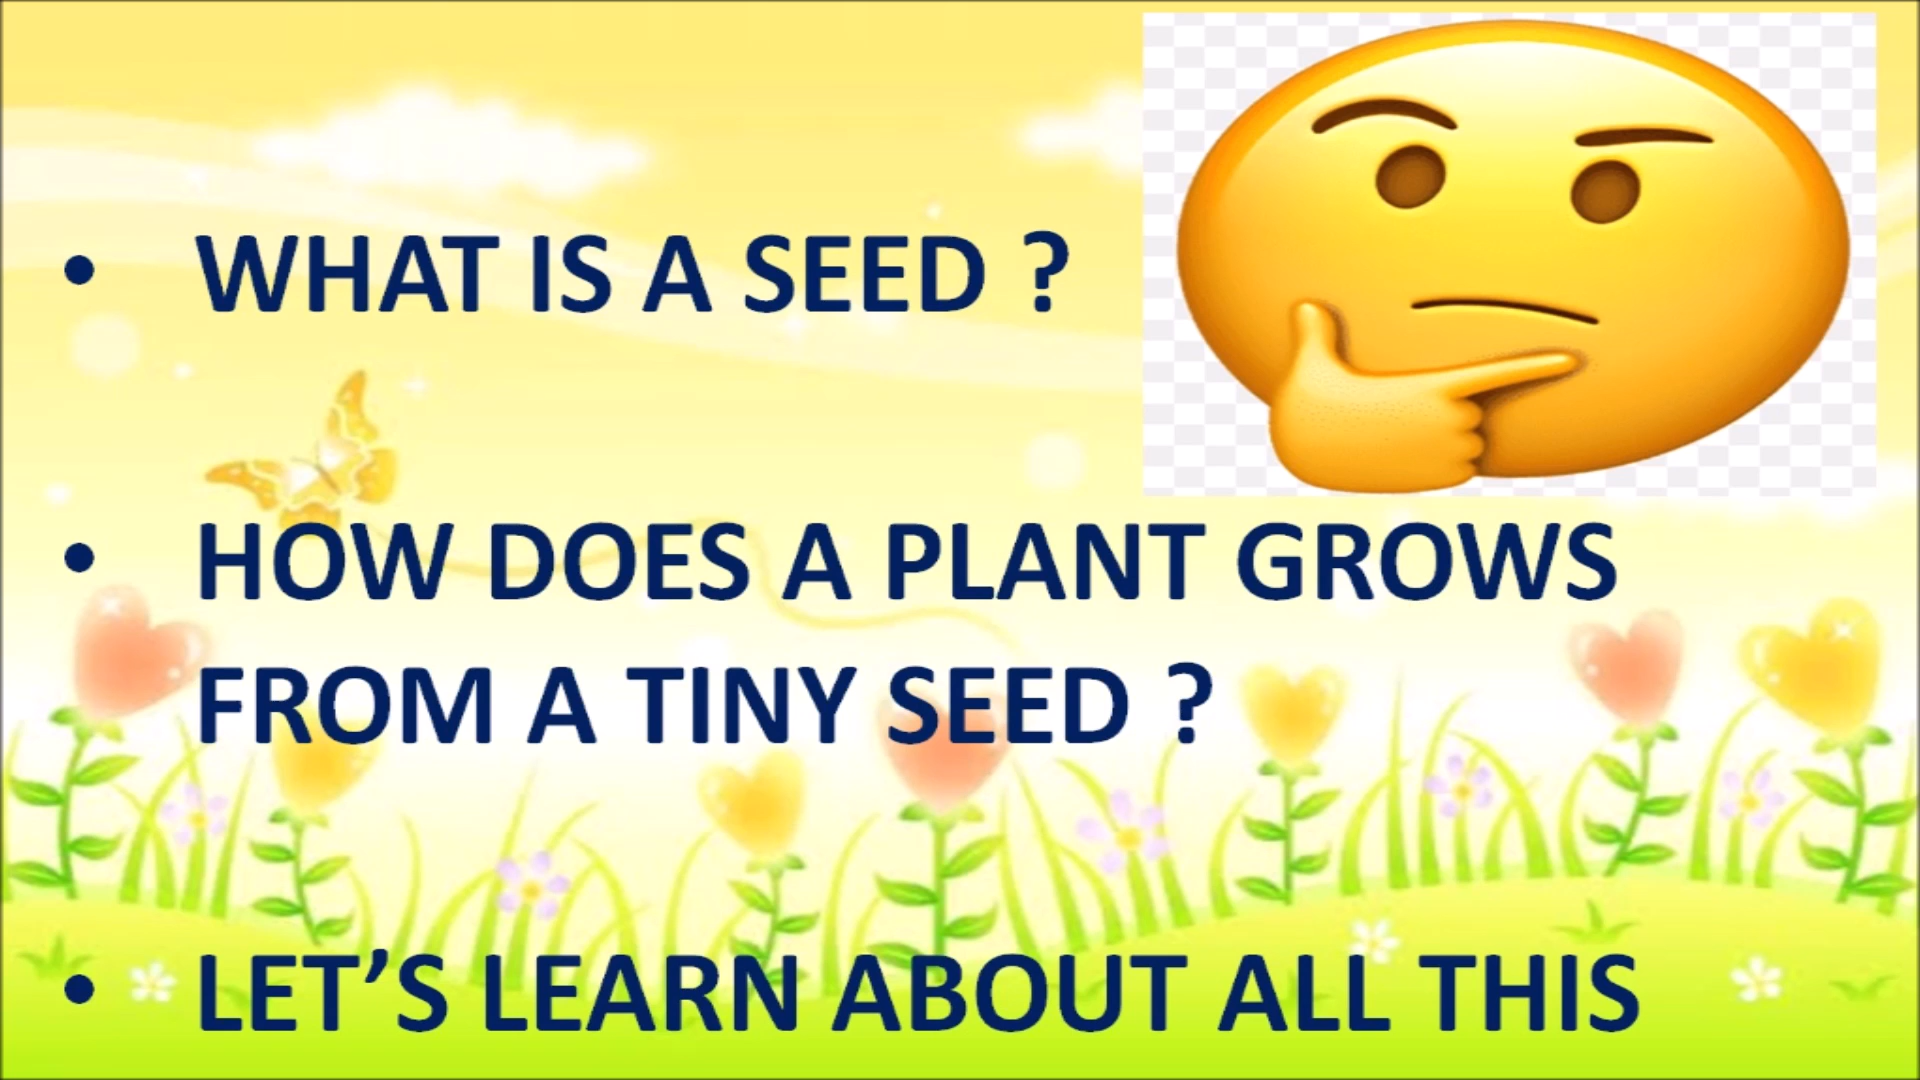 • WHAT IS A SEED ?
• HOW DOES A PLANT GROWS
FROM A TINY SEED ?
• LET’S LEARN ABOUT ALL THIS